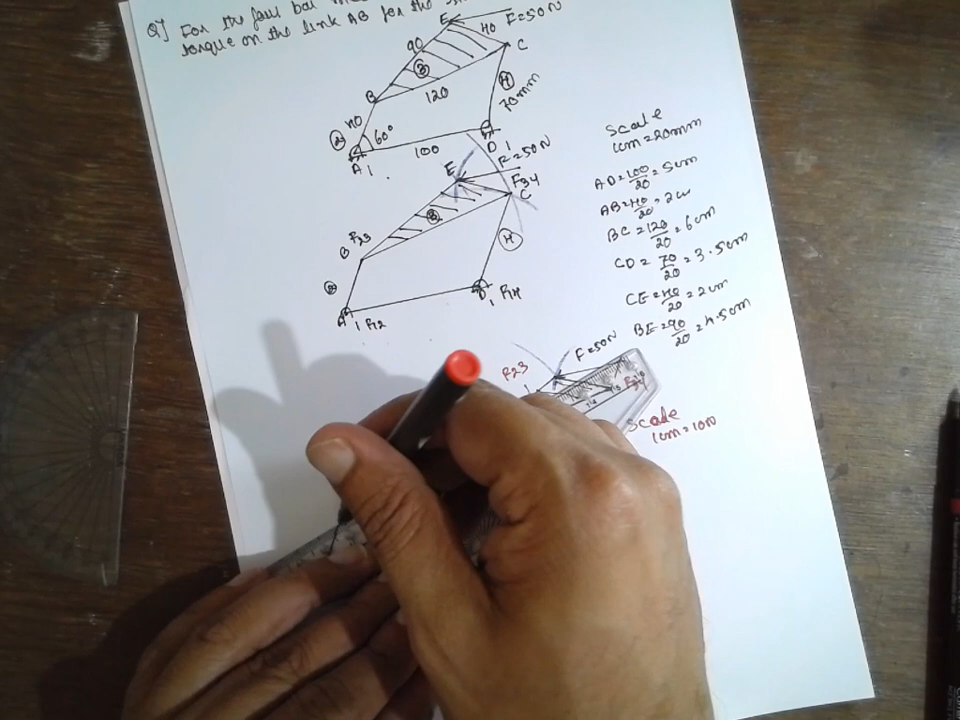 Q] For the four bar
torque on the link AB for the
E F=50N
90 40
3 C
B 120 4
70mm
40
2 60°
A 1 100 D 1
F=50N
E F34
C
3
B F23
4
2
A 1 F12 D 1 F14
Scale
1cm=20mm
AD=100/20=5cm
AB=40/20=2cm
BC=120/20=6cm
CD=70/20=3.5cm
CE=40/20=2cm
BE=90/20=4.5cm
F=50N
F23
F34
Scale
1cm=10N